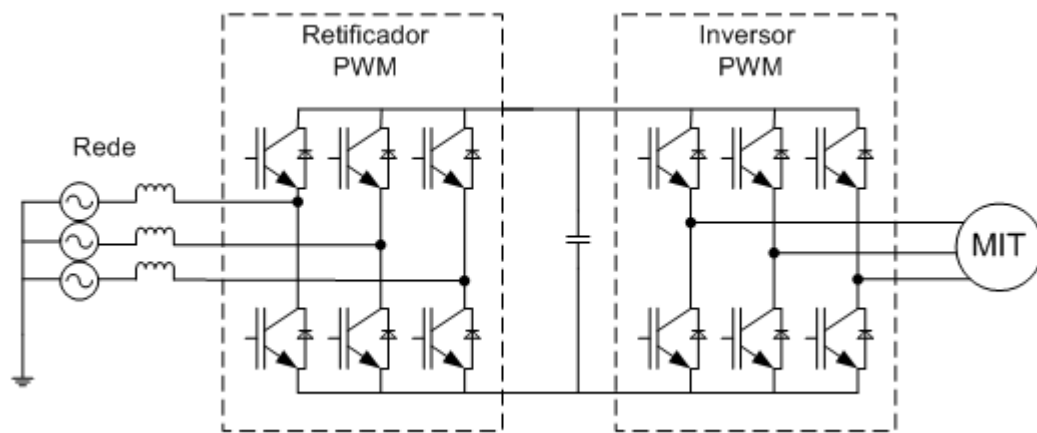 Retificador
PWM
Inversor
PWM
Rede
MIT